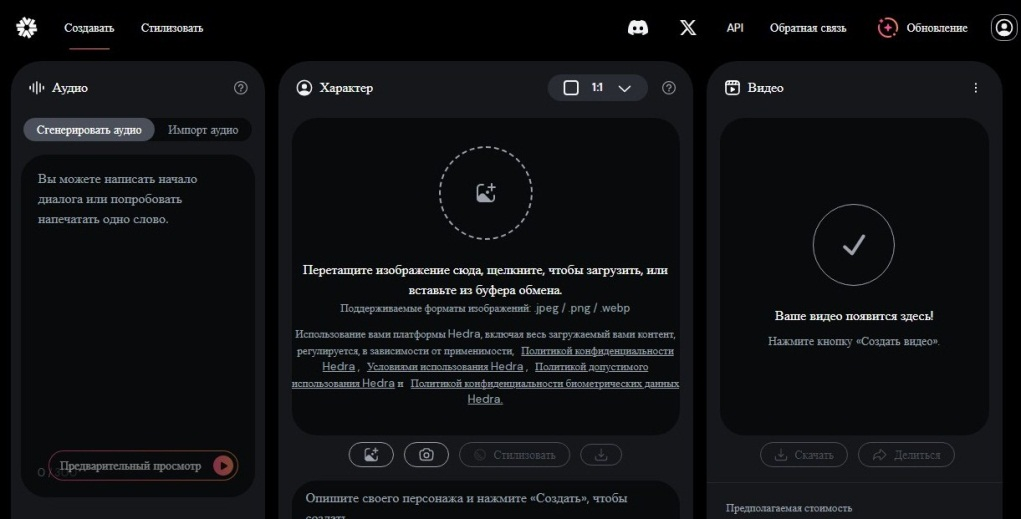 Создавать
Стилизовать
API
Обратная связь
Обновление
Аудио
Сгенерировать аудио
Импорт аудио
Вы можете написать начало
диалога или попробовать
напечатать одно слово.
Предварительный просмотр
Характер
1:1
Перетащите изображение сюда, щелкните, чтобы загрузить, или
вставьте из буфера обмена.
Поддерживаемые форматы изображений: .jpeg / .png / .webp
Использование вами платформы Hedra, включая весь загружаемый вами контент,
регулируется, в зависимости от применимости, Политикой конфиденциальности
Hedra , Условиями использования Hedra , Политикой допустимого
использования Hedra и Политикой конфиденциальности биометрических данных
Hedra.
Стилизовать
Опишите своего персонажа и нажмите «Создать», чтобы
создать
Видео
Ваше видео появится здесь!
Нажмите кнопку «Создать видео».
Скачать
Делиться
Предполагаемая стоимость